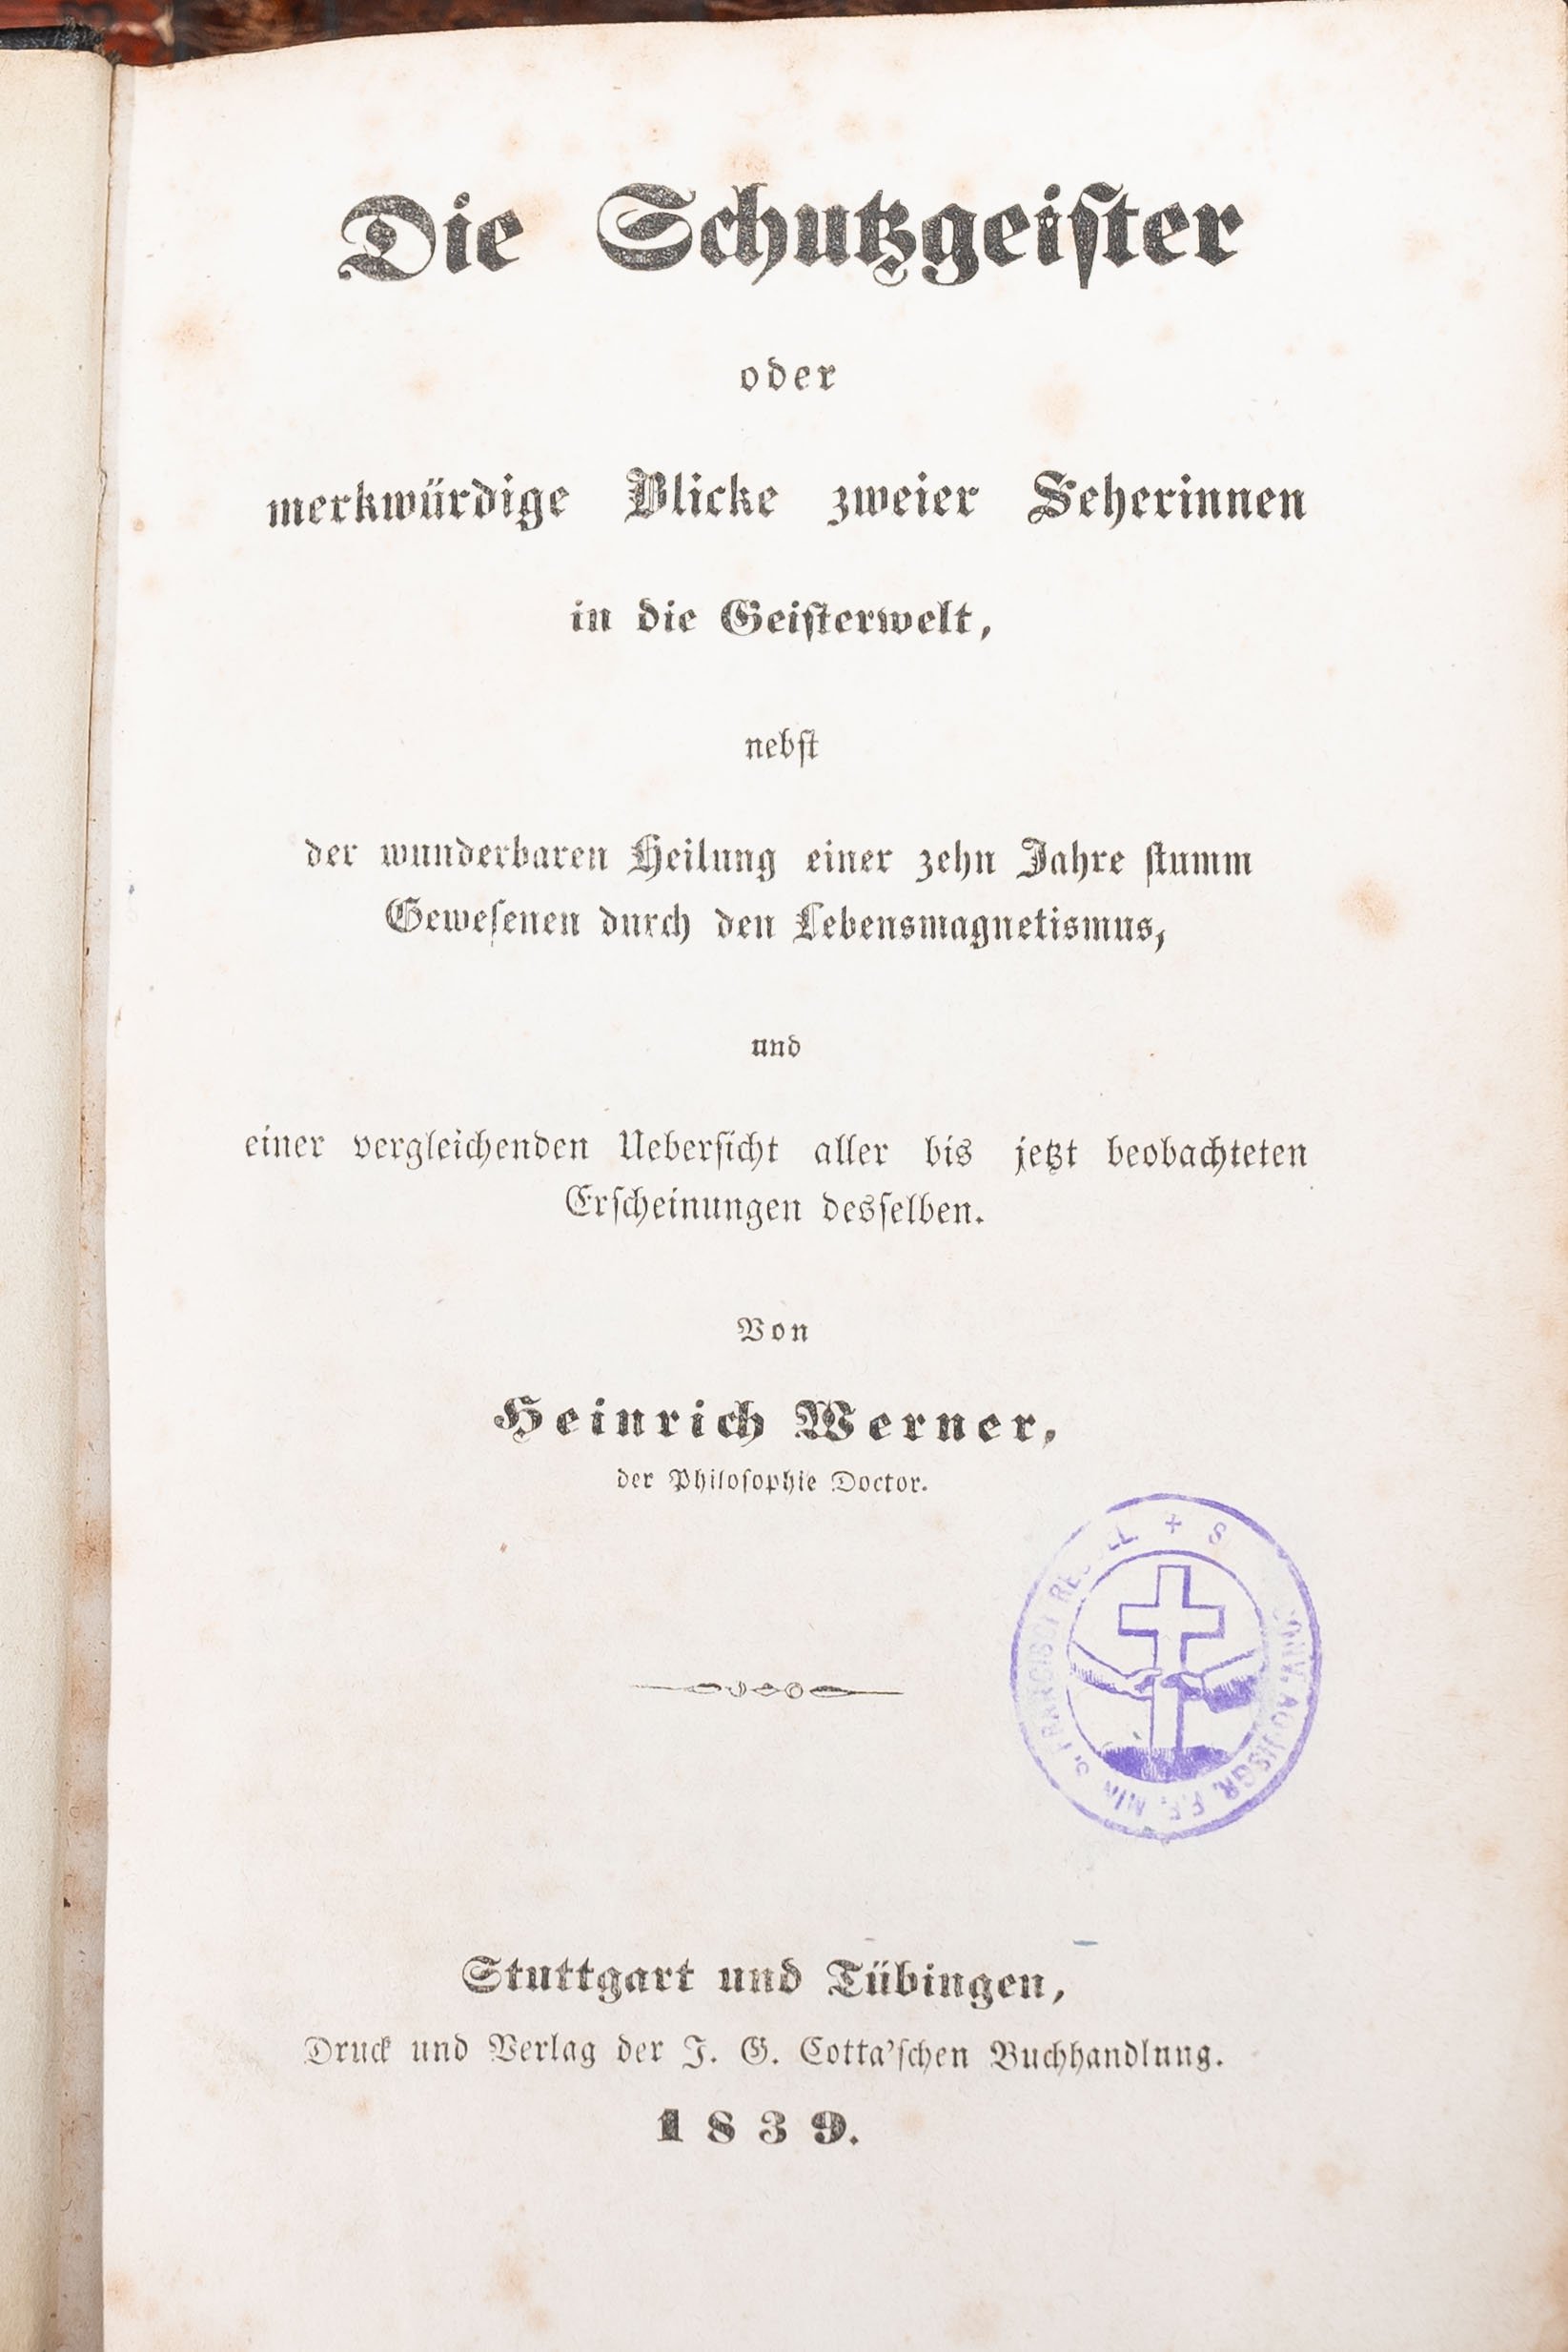 Die Schutzgeiſter
oder
merkwürdige Blicke zweier Seherinnen
in die Geiſterwelt,
nebſt
der wunderbaren Heilung einer zehn Jahre ſtumm
Geweſenen durch den Lebensmagnetismus,
und
einer vergleichenden Ueberſicht aller bis jetzt beobachteten
Erſcheinungen desſelben.
Von
Heinrich Werner,
der Philoſophie Doctor.
Stuttgart und Tübingen,
Druck und Verlag der J. G. Cotta’ſchen Buchhandlung.
1839.
F.F. MIN. S. FRANCISCI